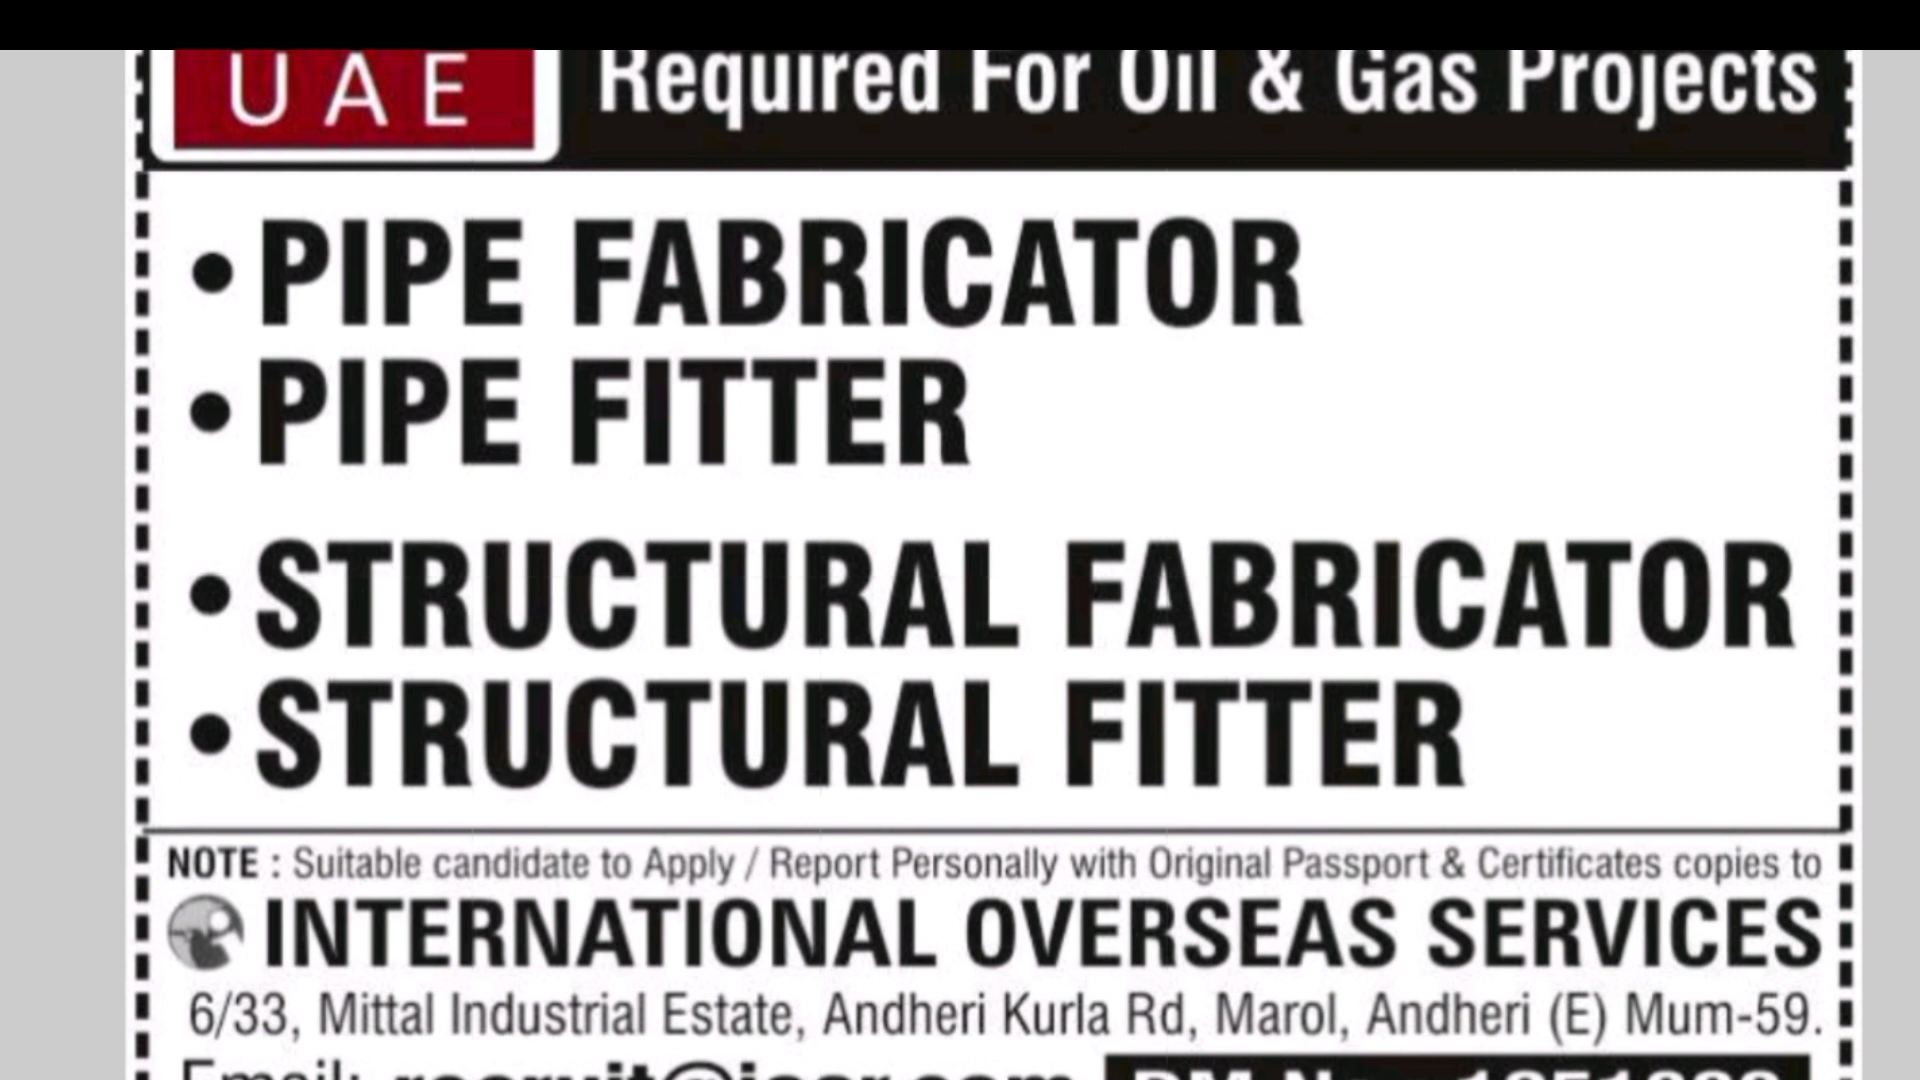 UAE
Required For Oil & Gas Projects
• PIPE FABRICATOR
• PIPE FITTER
• STRUCTURAL FABRICATOR
• STRUCTURAL FITTER
NOTE : Suitable candidate to Apply / Report Personally with Original Passport & Certificates copies to
INTERNATIONAL OVERSEAS SERVICES
6/33, Mittal Industrial Estate, Andheri Kurla Rd, Marol, Andheri (E) Mum-59.
Email: